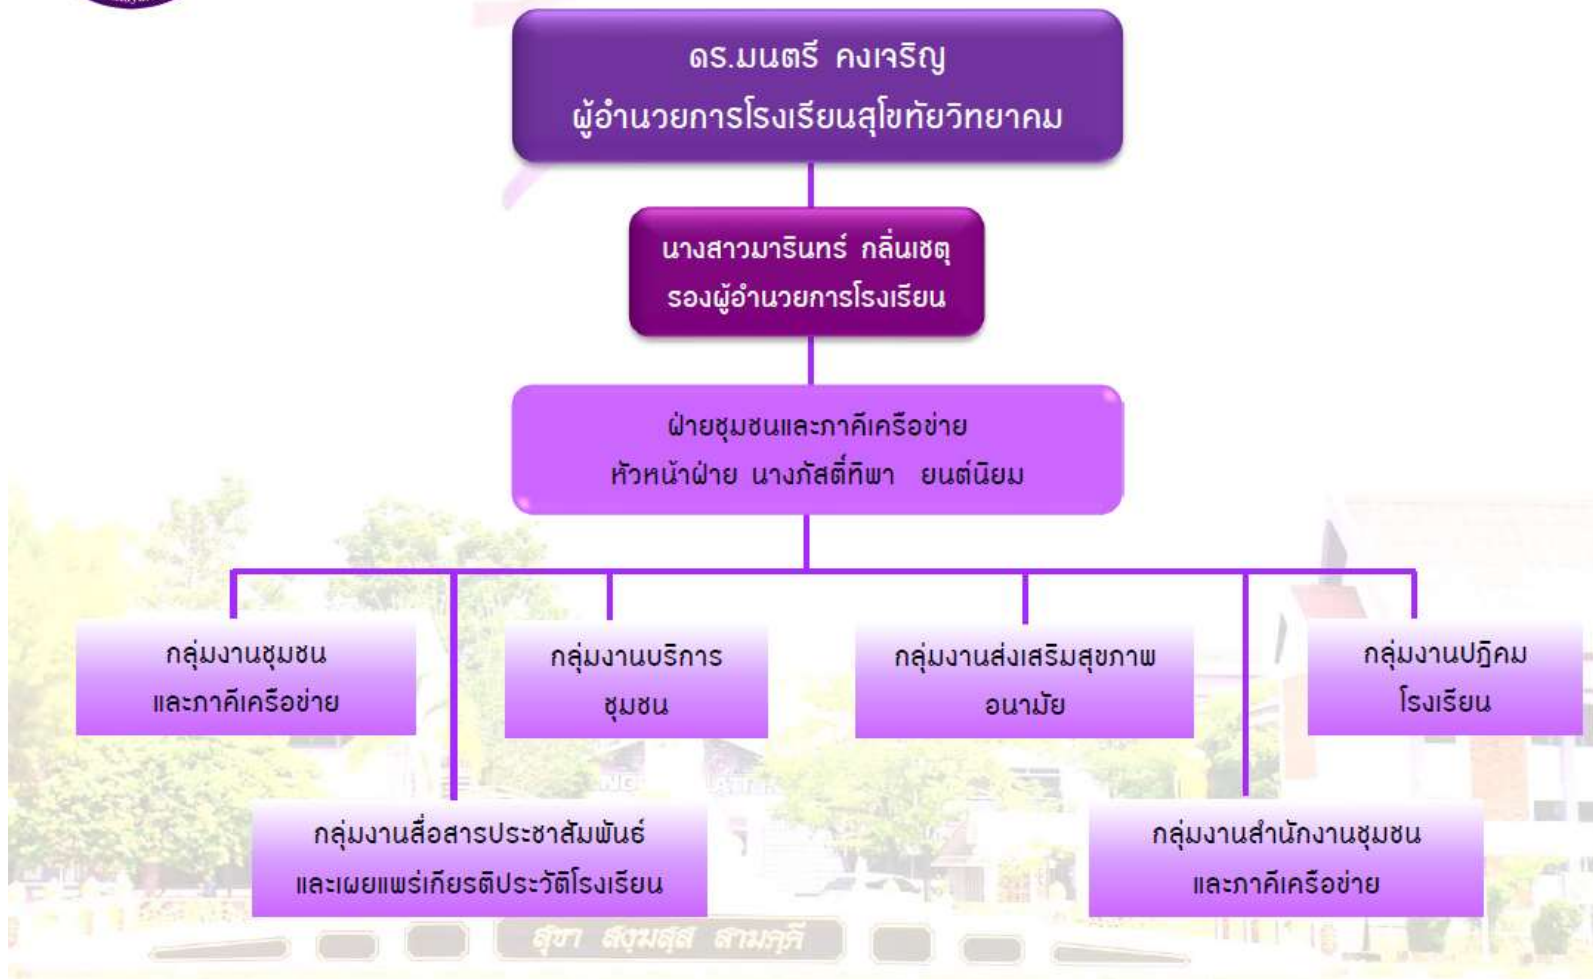 ดร.มนตรี คงเจริญ
ผู้อำนวยการโรงเรียนสุโขทัยวิทยาคม
นางสาวมารินทร์ กลิ่นเชตุ
รองผู้อำนวยการโรงเรียน
ฝ่ายชุมชนและภาคีเครือข่าย
หัวหน้าฝ่าย นางภัสติ์ทิพา ยนต์นิยม
กลุ่มงานชุมชน
และภาคีเครือข่าย
กลุ่มงานบริการ
ชุมชน
กลุ่มงานส่งเสริมสุขภาพ
อนามัย
กลุ่มงานปฏิคม
โรงเรียน
กลุ่มงานสื่อสารประชาสัมพันธ์
และเผยแพร่เกียรติประวัติโรงเรียน
กลุ่มงานสำนักงานชุมชน
และภาคีเครือข่าย
สุขา สงฺฆสฺส สามคฺคี